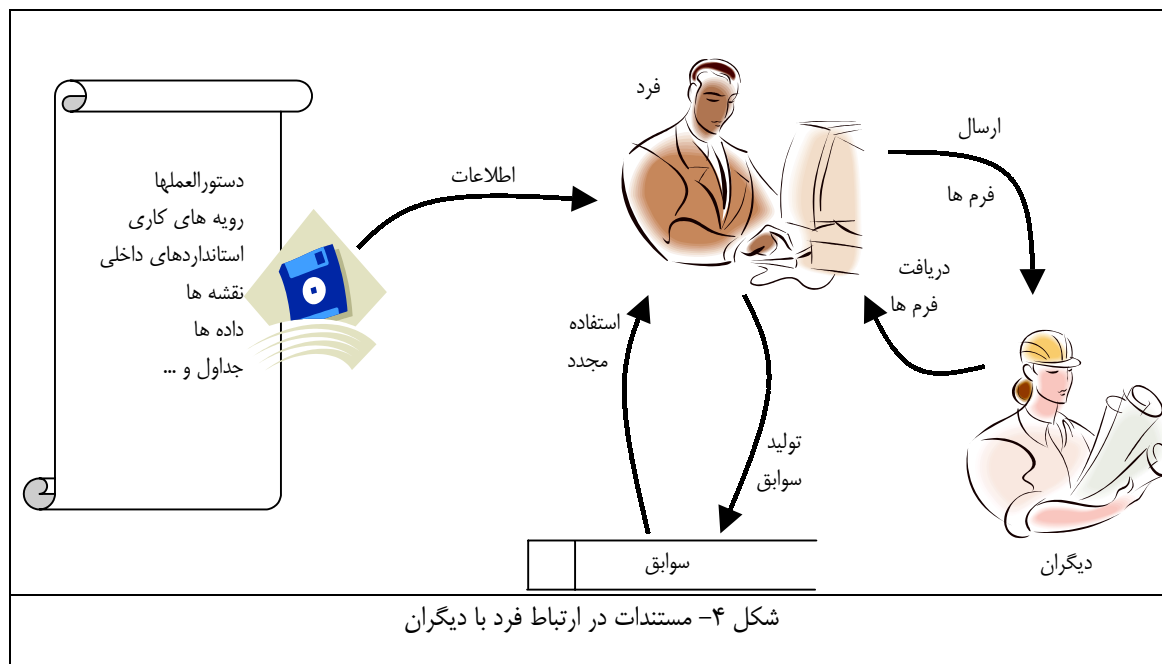 دستورالعملها
رویه های کاری
استانداردهای داخلی
نقشه ها
داده ها
جداول و ...
اطلاعات
فرد
ارسال
فرم ها
دریافت
فرم ها
استفاده
مجدد
تولید
سوابق
سوابق
دیگران
شکل ۴- مستندات در ارتباط فرد با دیگران